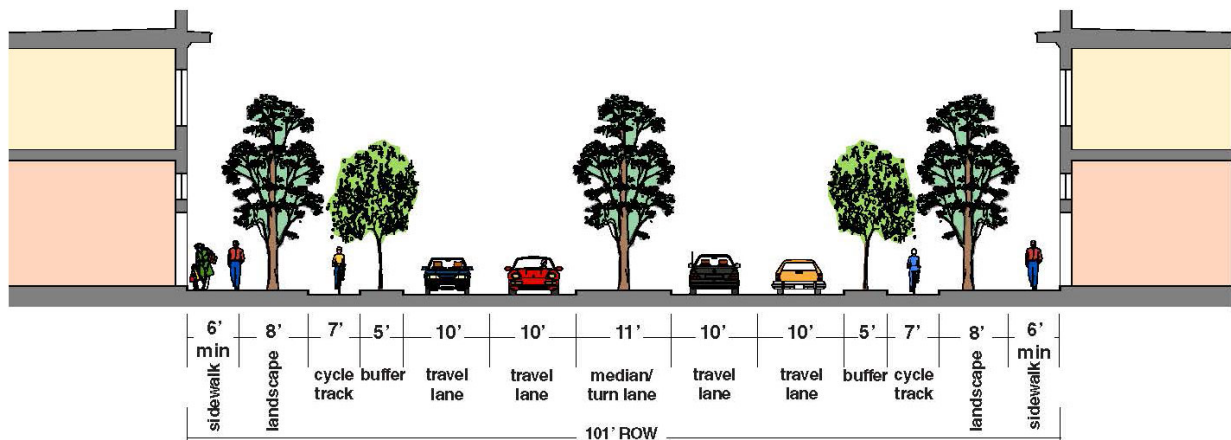 6' 8' 7' 5' 10' 10' 11' 10' 10' 5' 7' 8' 6'
min min
sidewalk landscape cycle track buffer travel lane travel lane median/ turn lane travel lane travel lane buffer cycle track landscape sidewalk
101' ROW